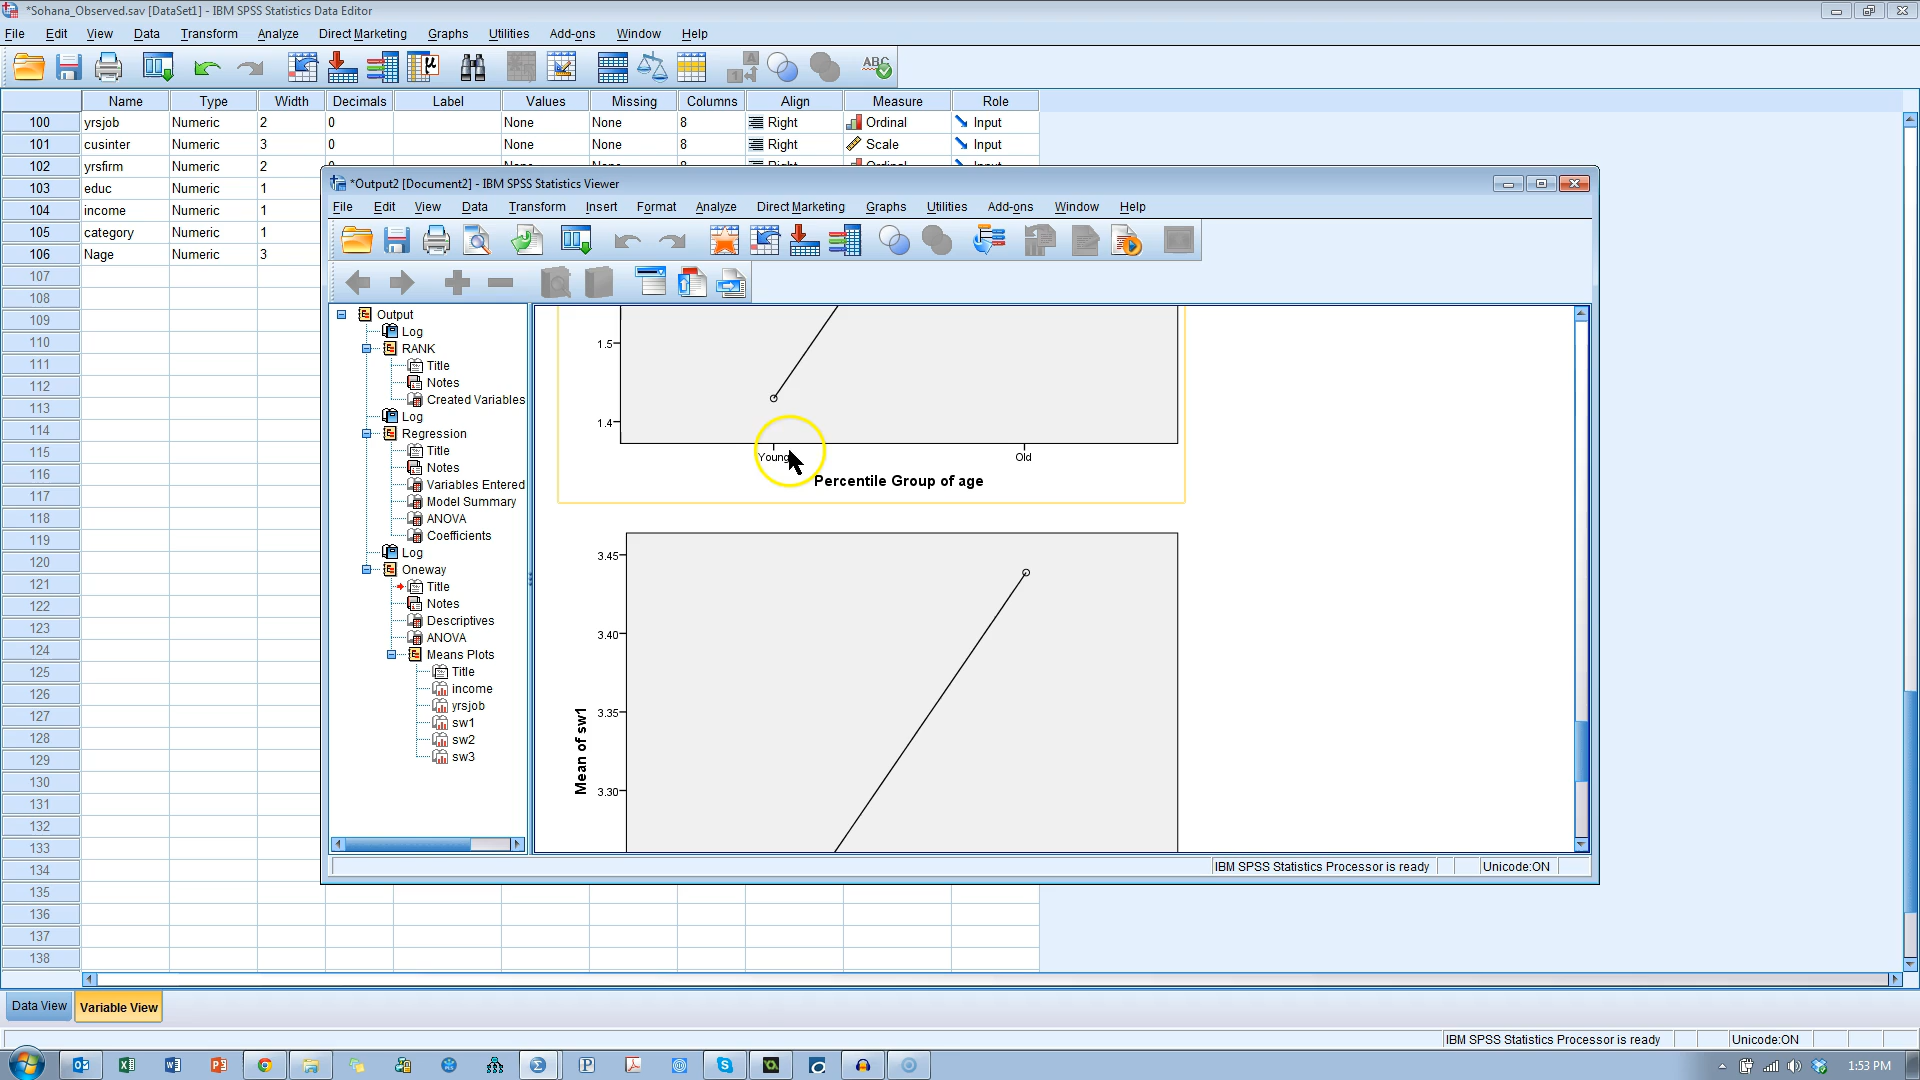 *Sohana_Observed.sav [DataSet1] - IBM SPSS Statistics Data Editor
File Edit View Data Transform Analyze Direct Marketing Graphs Utilities Add-ons Window Help
Name Type Width Decimals Label Values Missing Columns Align Measure Role
100 yrsjob Numeric 2 0 None None 8 Right Ordinal Input
101 cusinter Numeric 3 0 None None 8 Right Scale Input
102 yrsfirm Numeric 2 0 None None 8 Right Ordinal Input
103 educ Numeric 1
104 income Numeric 1
105 category Numeric 1
106 Nage Numeric 3
107
108
109
110
111
112
113
114
115
116
117
118
119
120
121
122
123
124
125
126
127
128
129
130
131
132
133
134
135
136
137
138
*Output2 [Document2] - IBM SPSS Statistics Viewer
File Edit View Data Transform Insert Format Analyze Direct Marketing Graphs Utilities Add-ons Window Help
Output
Log
RANK
Title
Notes
Created Variables
Log
Regression
Title
Notes
Variables Entered
Model Summary
ANOVA
Coefficients
Log
Oneway
Title
Notes
Descriptives
ANOVA
Means Plots
Title
income
yrsjob
sw1
sw2
sw3
1.5
1.4
Young Old
Percentile Group of age
3.45
3.40
3.35
3.30
Mean of sw1
IBM SPSS Statistics Processor is ready Unicode:ON
Data View Variable View
IBM SPSS Statistics Processor is ready Unicode:ON
1:53 PM